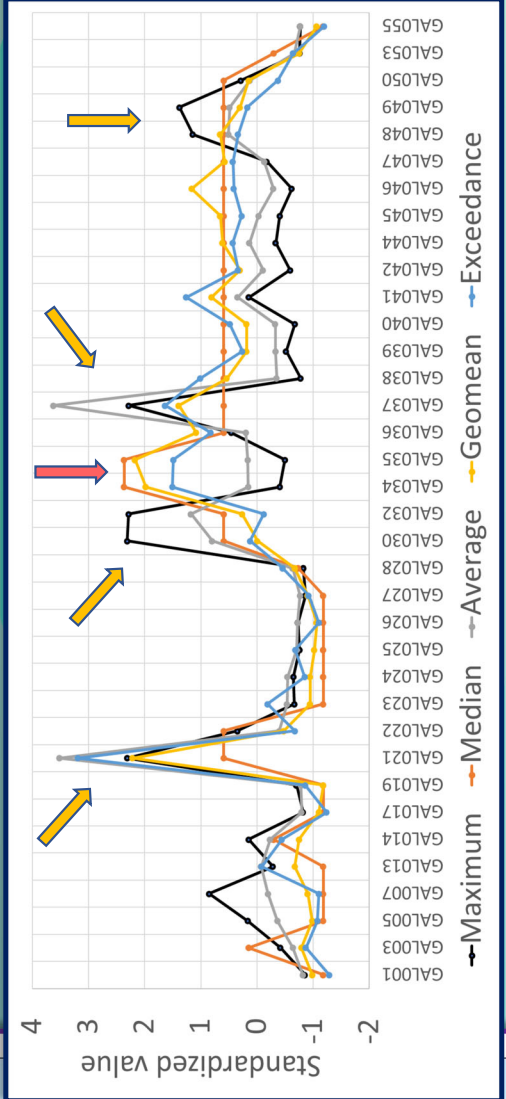 Standardized value
4
3
2
1
0
-1
-2
GAL001
GAL003
GAL005
GAL007
GAL013
GAL014
GAL017
GAL019
GAL021
GAL022
GAL023
GAL024
GAL025
GAL026
GAL027
GAL028
GAL030
GAL032
GAL034
GAL035
GAL036
GAL037
GAL038
GAL039
GAL040
GAL041
GAL042
GAL044
GAL045
GAL046
GAL047
GAL048
GAL049
GAL050
GAL053
GAL055
Maximum Median Average Geomean Exceedance